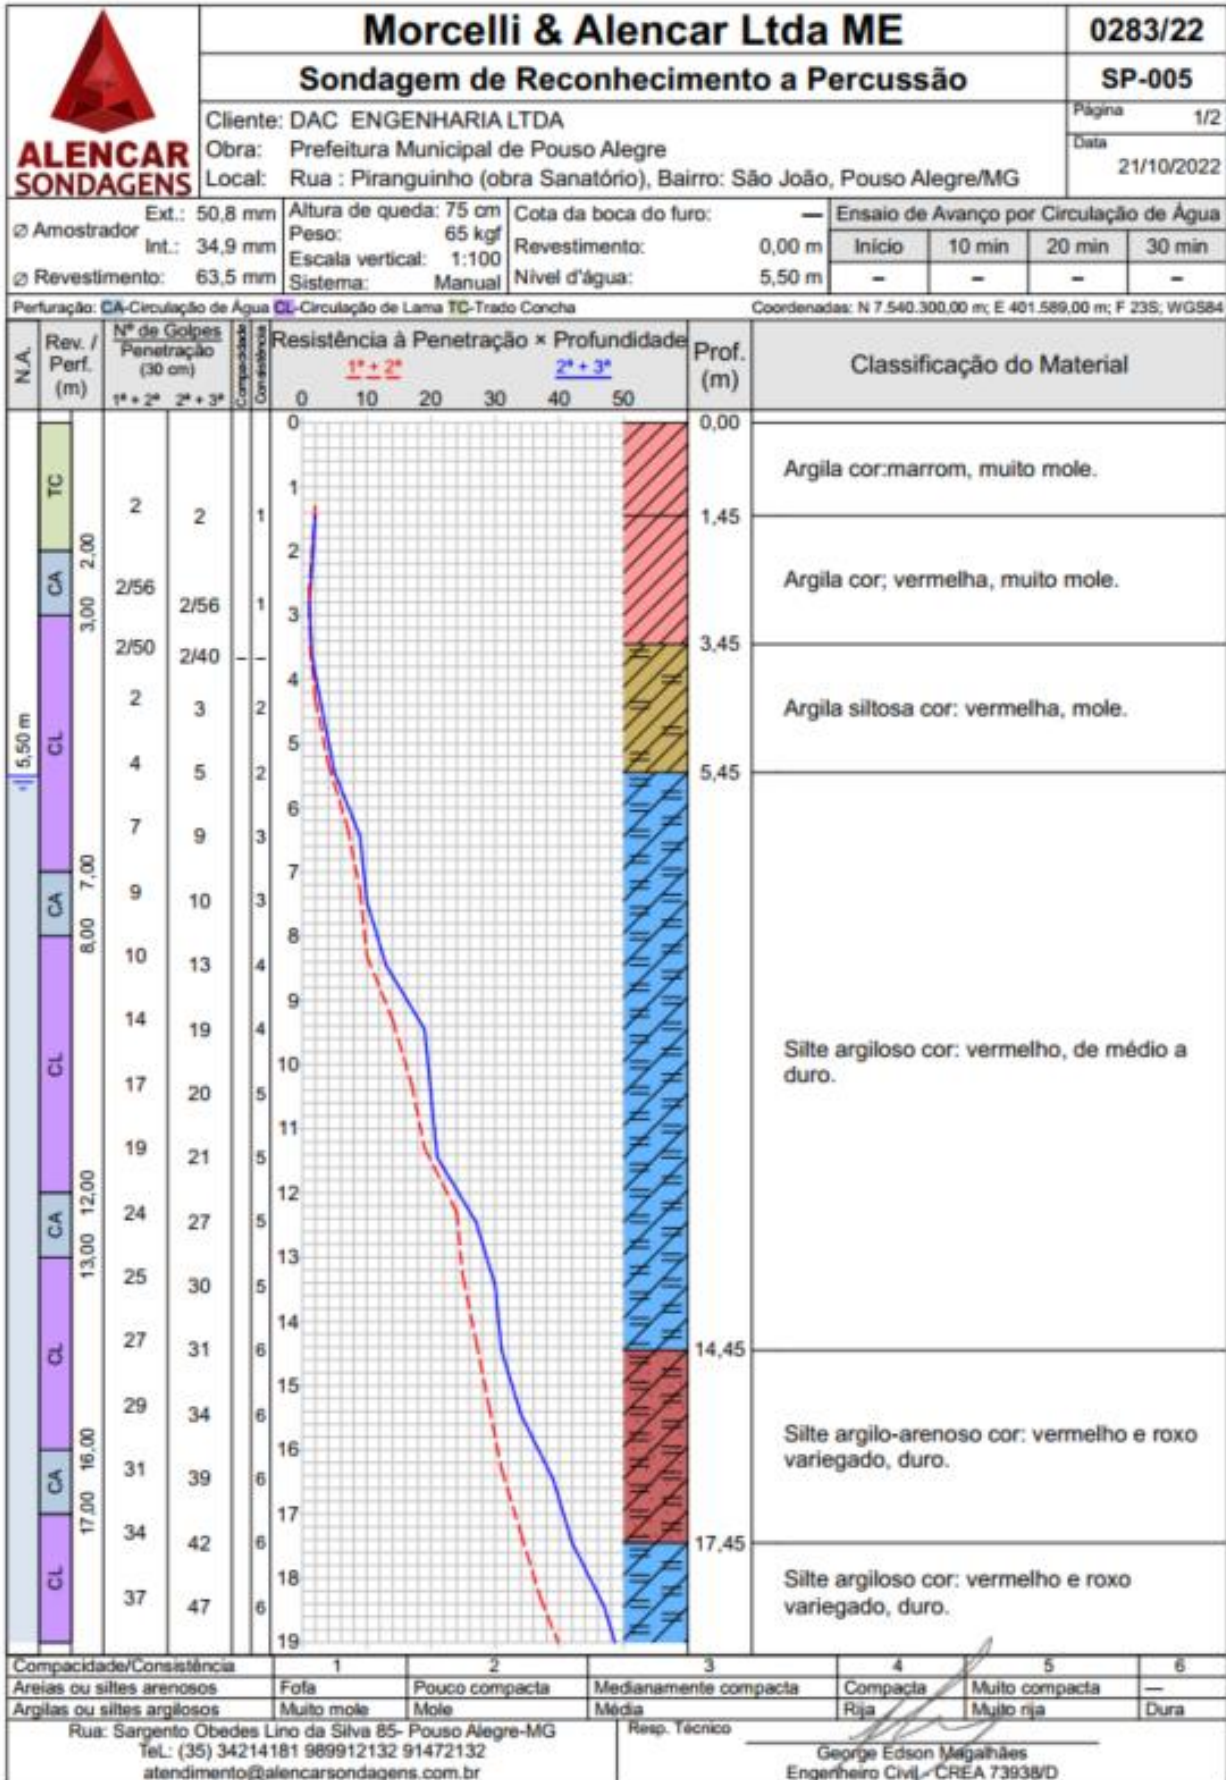 Morcelli & Alencar Ltda ME
0283/22
Sondagem de Reconhecimento a Percussão
SP-005
ALENCAR
SONDAGENS
Cliente: DAC ENGENHARIA LTDA
Obra: Prefeitura Municipal de Pouso Alegre
Local: Rua : Piranguinho (obra Sanatório), Bairro: São João, Pouso Alegre/MG
Página 1/2
Data
21/10/2022
Ø Amostrador Ext.: 50,8 mm
Int.: 34,9 mm
Ø Revestimento: 63,5 mm
Altura de queda: 75 cm
Peso: 65 kgf
Escala vertical: 1:100
Sistema: Manual
Cota da boca do furo: —
Revestimento: 0,00 m
Nível d'água: 5,50 m
Ensaio de Avanço por Circulação de Água
Início 10 min 20 min 30 min
– – – –
Perfuração: CA-Circulação de Água CL-Circulação de Lama TC-Trado Concha
Coordenadas: N 7.540.300,00 m; E 401.589,00 m; F 23S; WGS84
N.A.
Rev. /
Perf.
(m)
Nº de Golpes
Penetração
(30 cm)
1ª + 2ª 2ª + 3ª
Compacidade
Consistência
Resistência à Penetração × Profundidade
1ª + 2ª 2ª + 3ª
0 10 20 30 40 50
Prof.
(m)
Classificação do Material
5,50 m
TC
2,00
CA
3,00
CL
7,00
CA
8,00
CL
12,00
CA
13,00
CL
16,00
CA
17,00
CL
2 2 1
2/56 2/56 1
2/50 2/40 – –
2 3 2
4 5 2
7 9 3
9 10 3
10 13 4
14 19 4
17 20 5
19 21 5
24 27 5
25 30 5
27 31 6
29 34 6
31 39 6
34 42 6
37 47 6
0
1
2
3
4
5
6
7
8
9
10
11
12
13
14
15
16
17
18
19
0,00
Argila cor:marrom, muito mole.
1,45
Argila cor; vermelha, muito mole.
3,45
Argila siltosa cor: vermelha, mole.
5,45
Silte argiloso cor: vermelho, de médio a
duro.
14,45
Silte argilo-arenoso cor: vermelho e roxo
variegado, duro.
17,45
Silte argiloso cor: vermelho e roxo
variegado, duro.
Compacidade/Consistência 1 2 3 4 5 6
Areias ou siltes arenosos Fofa Pouco compacta Medianamente compacta Compacta Muito compacta —
Argilas ou siltes argilosos Muito mole Mole Média Rija Muito rija Dura
Rua: Sargento Obedes Lino da Silva 85- Pouso Alegre-MG
TeL: (35) 34214181 989912132 91472132
atendimento@alencarsondagens.com.br
Resp. Técnico
George Edson Magalhães
Engenheiro Civil - CREA 73938/D